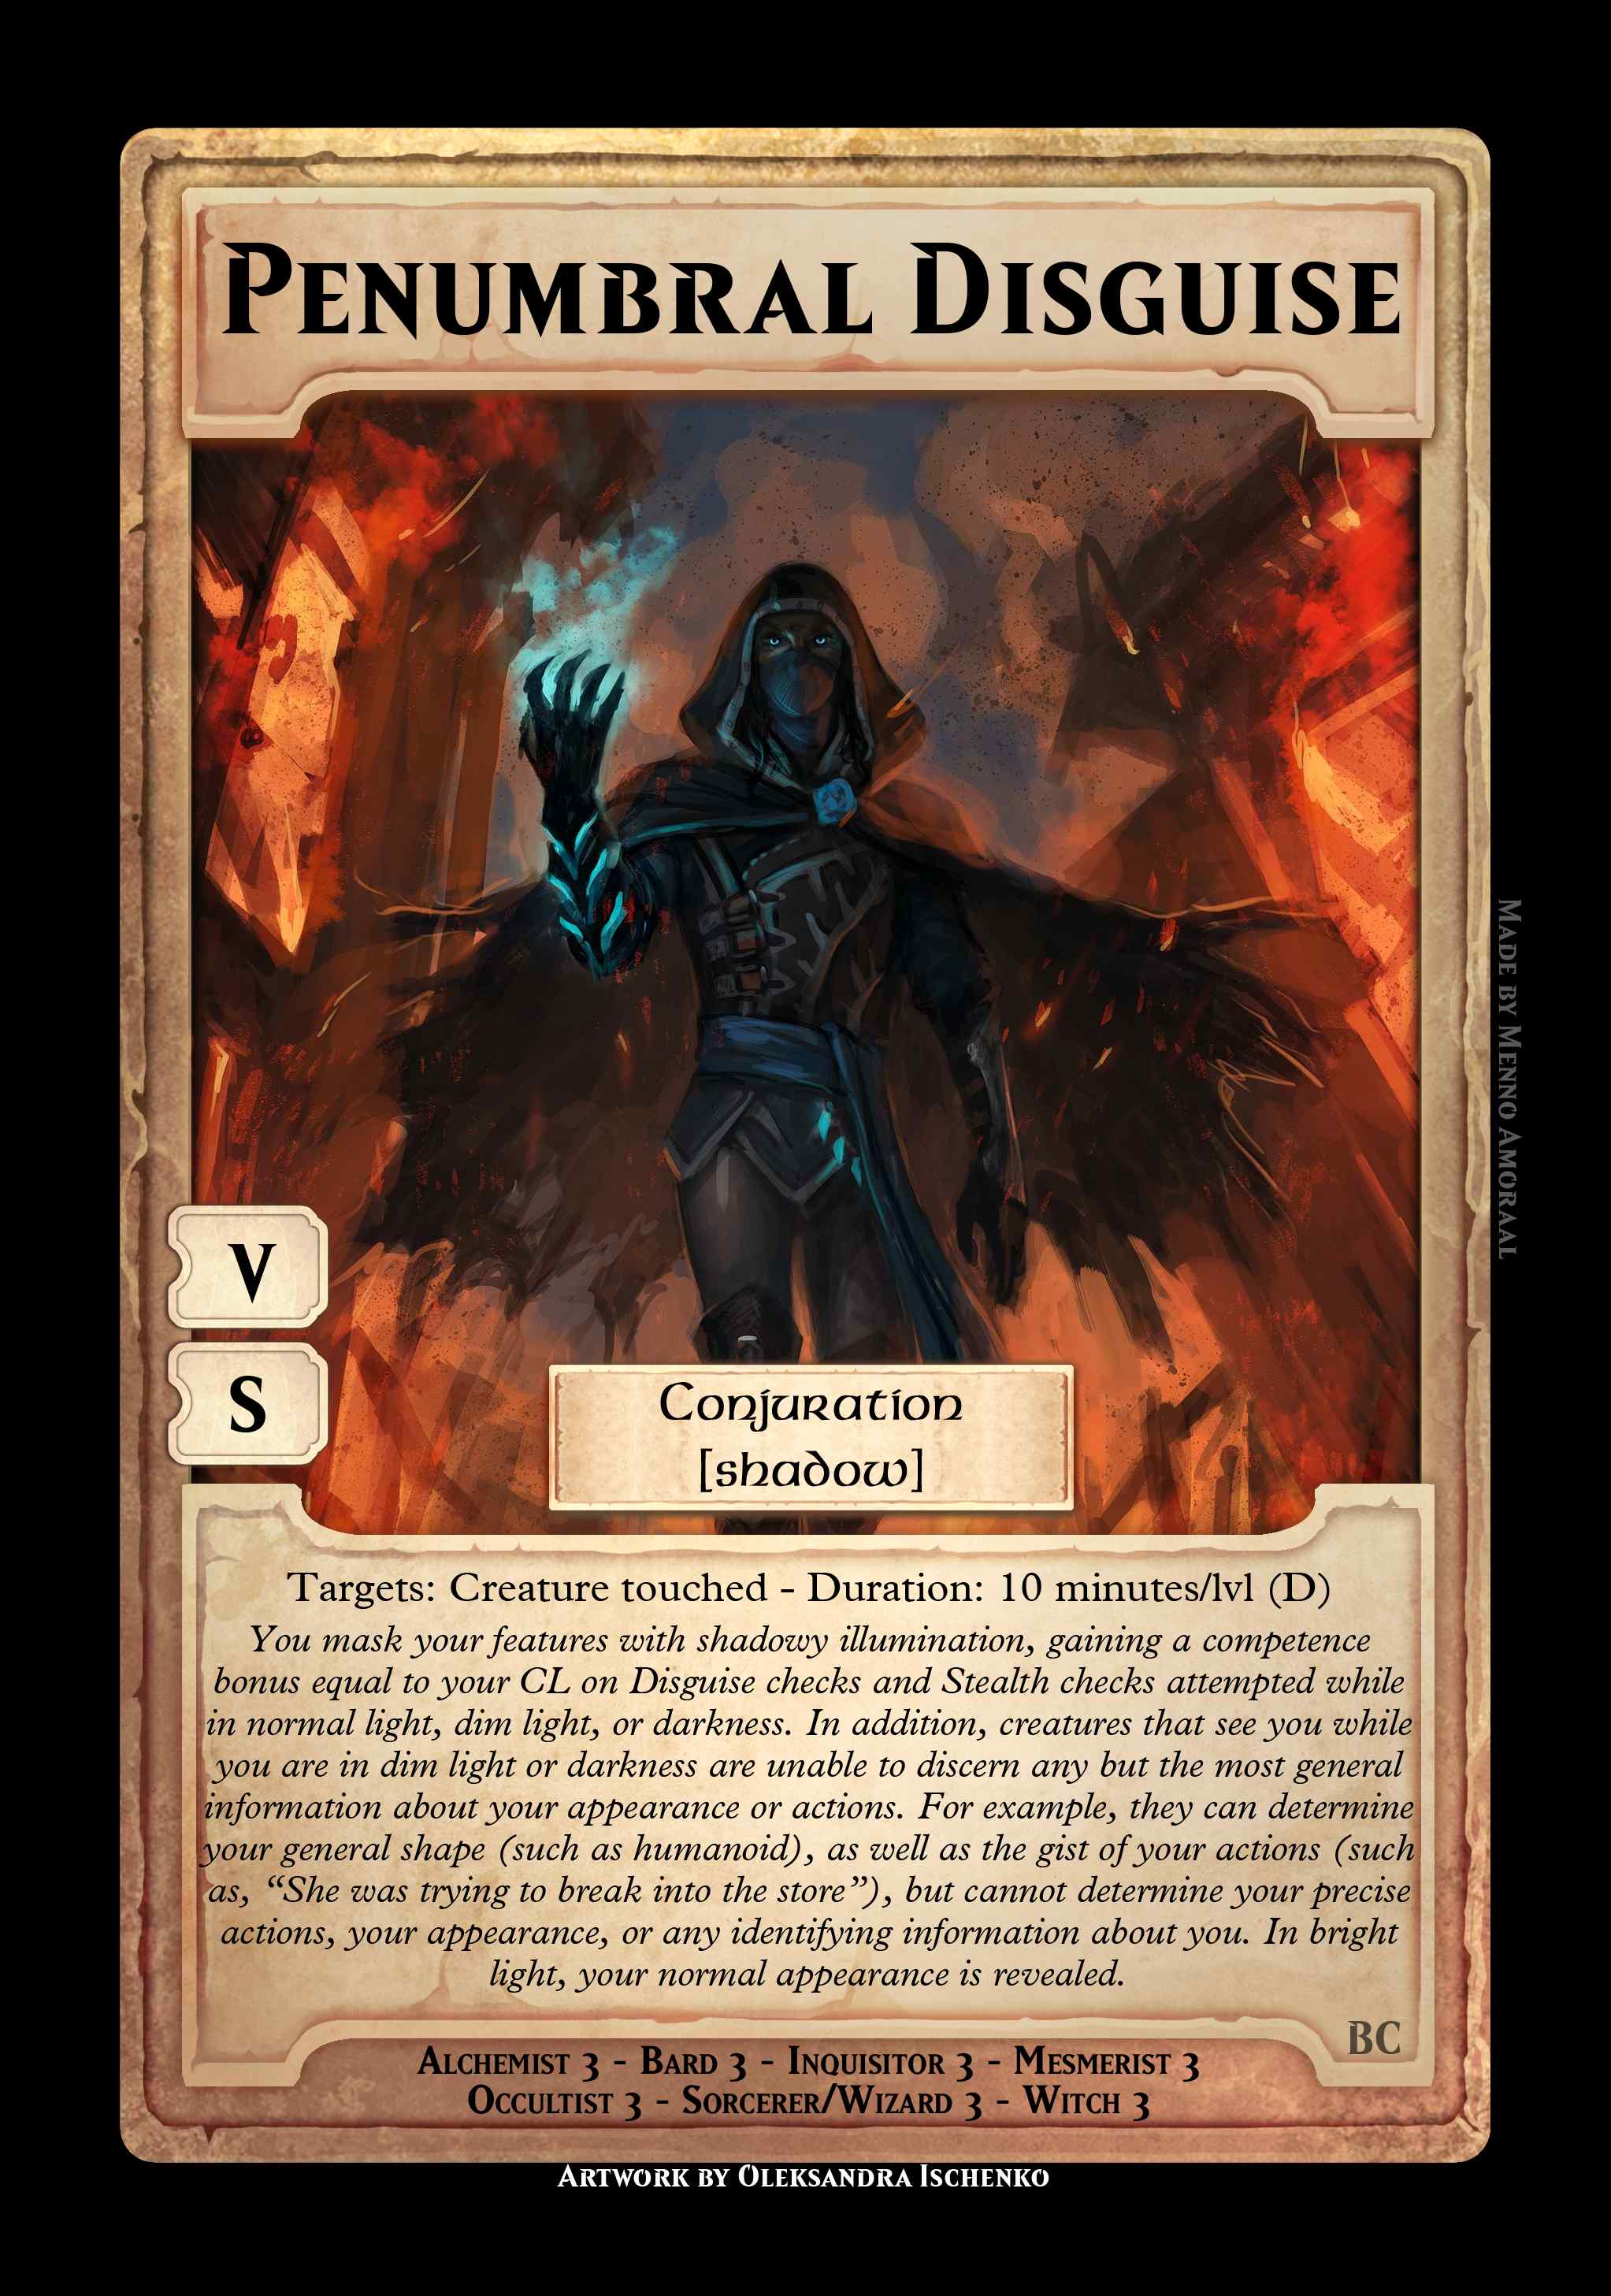 Penumbral Disguise
V
S
Conjuration
[shadow]
Targets: Creature touched - Duration: 10 minutes/lvl (D)
You mask your features with shadowy illumination, gaining a competence
bonus equal to your CL on Disguise checks and Stealth checks attempted while
in normal light, dim light, or darkness. In addition, creatures that see you while
you are in dim light or darkness are unable to discern any but the most general
information about your appearance or actions. For example, they can determine
your general shape (such as humanoid), as well as the gist of your actions (such
as, “She was trying to break into the store”), but cannot determine your precise
actions, your appearance, or any identifying information about you. In bright
light, your normal appearance is revealed.
BC
Alchemist 3 - Bard 3 - Inquisitor 3 - Mesmerist 3
Occultist 3 - Sorcerer/Wizard 3 - Witch 3
Artwork by Oleksandra Ischenko
Made by Menno Amoraal